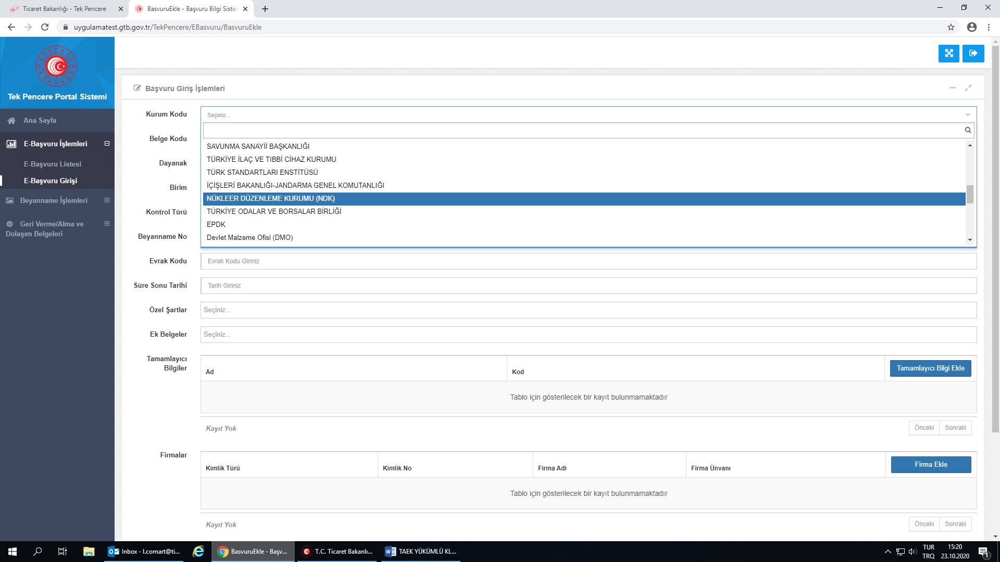 Ticaret Bakanlığı - Tek Pencere
BasvuruEkle - Başvuru Bilgi Sister
uygulamatest.gtb.gov.tr/TekPencere/EBasvuru/BasvuruEkle
Tek Pencere Portal Sistemi
Ana Sayfa
E-Başvuru İşlemleri
E-Başvuru Listesi
E-Başvuru Girişi
Beyanname İşlemleri
Geri Verme/Alma ve
Dolaşım Belgeleri
Başvuru Giriş İşlemleri
Kurum Kodu
Seçiniz...
Belge Kodu
SAVUNMA SANAYİİ BAŞKANLIĞI
TÜRKİYE İLAÇ VE TIBBİ CİHAZ KURUMU
Dayanak
TÜRK STANDARTLARI ENSTİTÜSÜ
İÇİŞLERİ BAKANLIĞI-JANDARMA GENEL KOMUTANLIĞI
Birim
NÜKLEER DÜZENLEME KURUMU (NDK)
Kontrol Türü
TÜRKİYE ODALAR VE BORSALAR BİRLİĞİ
EPDK
Beyanname No
Devlet Malzeme Ofisi (DMO)
Evrak Kodu
Evrak Kodu Giriniz
Süre Sonu Tarihi
Tarih Giriniz
Özel Şartlar
Seçiniz...
Ek Belgeler
Seçiniz...
Tamamlayıcı
Bilgiler
Ad
Kod
Tamamlayıcı Bilgi Ekle
Tablo için gösterilecek bir kayıt bulunmamaktadır
Kayıt Yok
Önceki
Sonraki
Firmalar
Kimlik Türü
Kimlik No
Firma Adi
Firma Ünvanı
Firma Ekle
Tablo için gösterilecek bir kayıt bulunmamaktadır
Kayıt Yok
Önceki
Sonraki
Inbox - l.comart@ti...
BasvuruEkle - Başv...
T.C. Ticaret Bakanlı...
TAEK YÜKÜMLÜ KL...
TUR
TRQ
15:20
23.10.2020
1